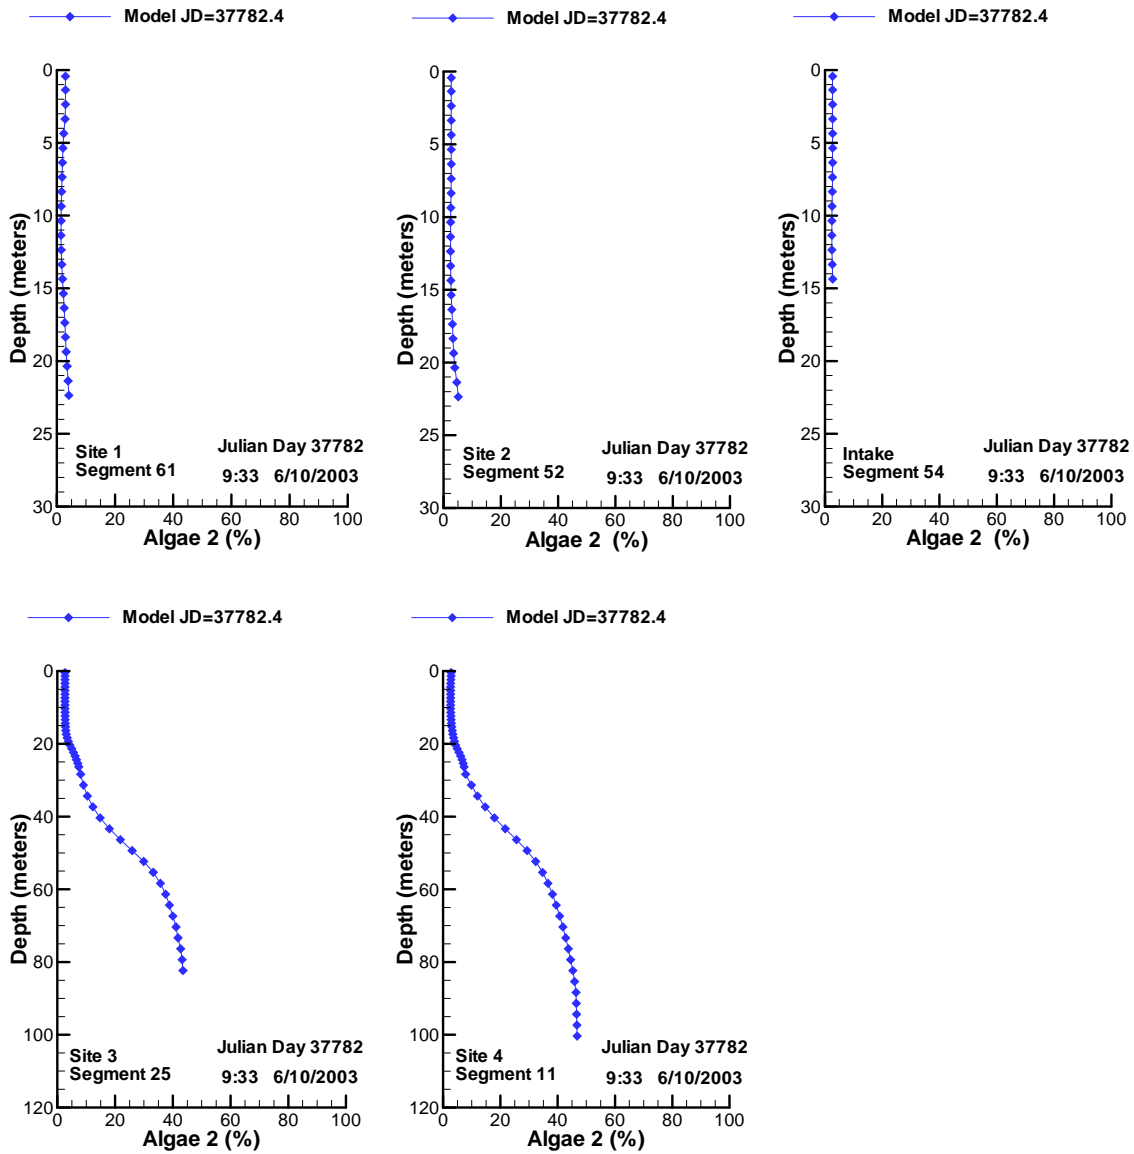 Model JD=37782.4
0
5
10
15
20
25
30
Depth (meters)
Site 1
Segment 61
Julian Day 37782
9:33 6/10/2003
0 20 40 60 80 100
Algae 2 (%)
Model JD=37782.4
0
5
10
15
20
25
30
Depth (meters)
Site 2
Segment 52
Julian Day 37782
9:33 6/10/2003
0 20 40 60 80 100
Algae 2 (%)
Model JD=37782.4
0
5
10
15
20
25
30
Depth (meters)
Intake
Segment 54
Julian Day 37782
9:33 6/10/2003
0 20 40 60 80 100
Algae 2 (%)
Model JD=37782.4
0
20
40
60
80
100
120
Depth (meters)
Site 3
Segment 25
Julian Day 37782
9:33 6/10/2003
0 20 40 60 80 100
Algae 2 (%)
Model JD=37782.4
0
20
40
60
80
100
120
Depth (meters)
Site 4
Segment 11
Julian Day 37782
9:33 6/10/2003
0 20 40 60 80 100
Algae 2 (%)